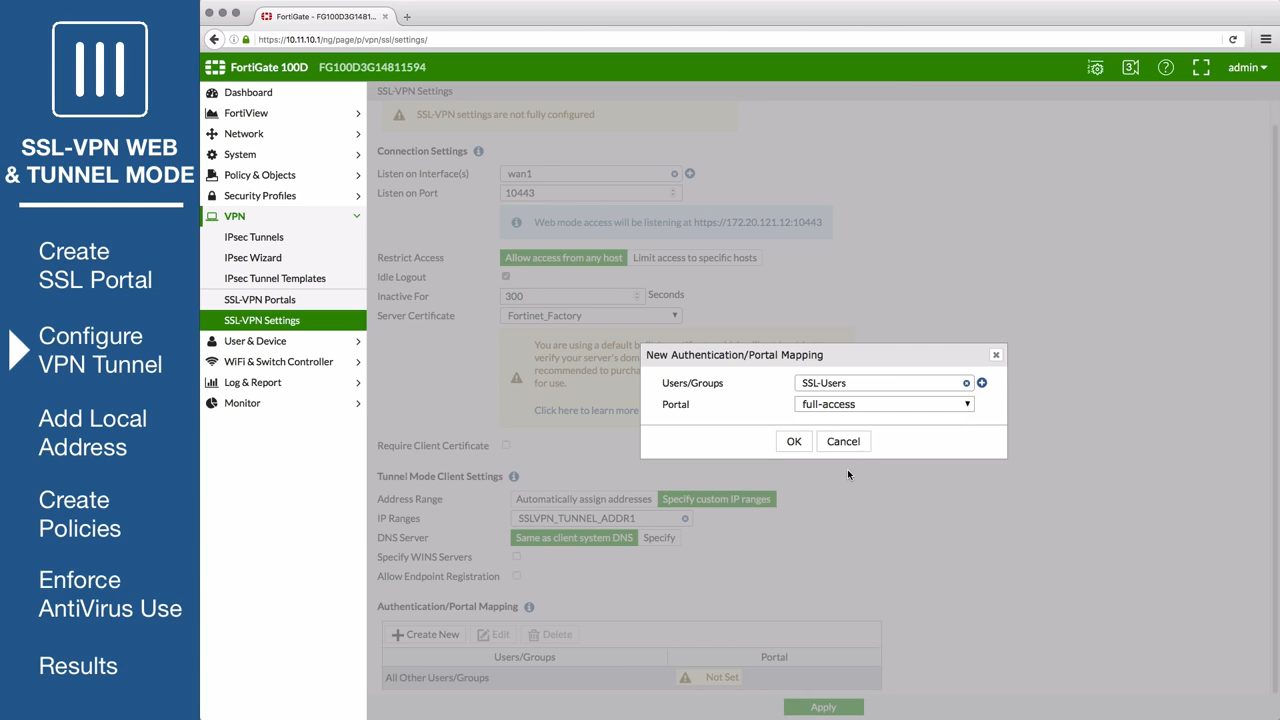 SSL-VPN WEB
& TUNNEL MODE
Create
SSL Portal
Configure
VPN Tunnel
Add Local
Address
Create
Policies
Enforce
AntiVirus Use
Results
FortiGate - FG100D3G1481...
https://10.11.10.1/ng/page/p/vpn/ssl/settings/
FortiGate 100D FG100D3G14811594
admin
Dashboard
FortiView
Network
System
Policy & Objects
Security Profiles
VPN
IPsec Tunnels
IPsec Wizard
IPsec Tunnel Templates
SSL-VPN Portals
SSL-VPN Settings
User & Device
WiFi & Switch Controller
Log & Report
Monitor
SSL-VPN Settings
SSL-VPN settings are not fully configured
Connection Settings
Listen on Interface(s) wan1
Listen on Port 10443
Web mode access will be listening at https://172.20.121.12:10443
Restrict Access Allow access from any host Limit access to specific hosts
Idle Logout
Inactive For 300 Seconds
Server Certificate Fortinet_Factory
You are using a default b
verify your server's dom
recommended to purcha
for use.
Click here to learn more
Require Client Certificate
New Authentication/Portal Mapping
Users/Groups SSL-Users
Portal full-access
OK Cancel
Tunnel Mode Client Settings
Address Range Automatically assign addresses Specify custom IP ranges
IP Ranges SSLVPN_TUNNEL_ADDR1
DNS Server Same as client system DNS Specify
Specify WINS Servers
Allow Endpoint Registration
Authentication/Portal Mapping
Create New Edit Delete
Users/Groups Portal
All Other Users/Groups Not Set
Apply